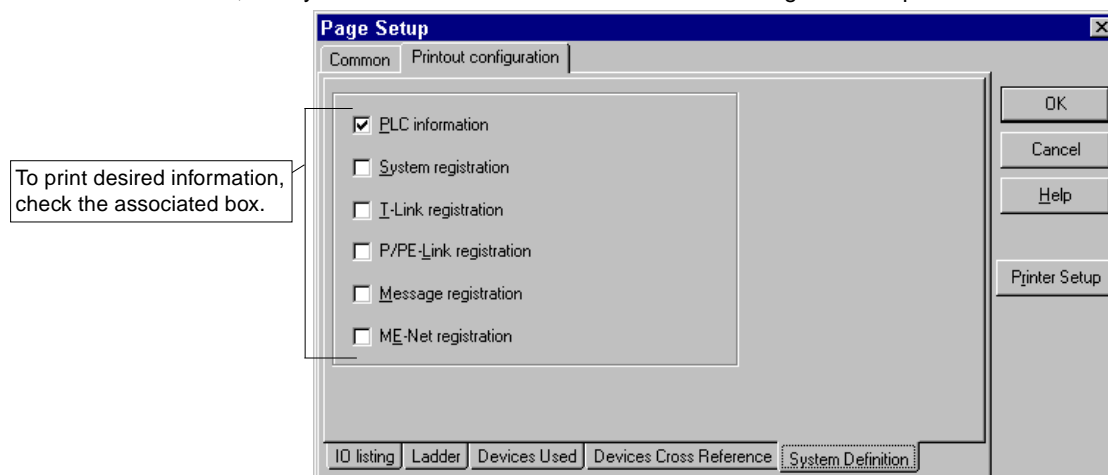 Page Setup
Common Printout configuration
PLC information
System registration
T-Link registration
P/PE-Link registration
Message registration
ME-Net registration
To print desired information,
check the associated box.
OK
Cancel
Help
Printer Setup
IO listing Ladder Devices Used Devices Cross Reference System Definition